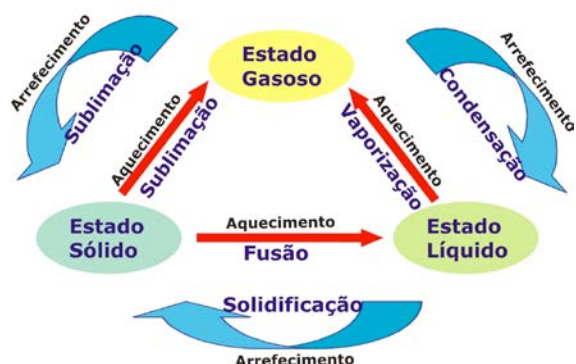 Estado
Gasoso
Arrefecimento
Sublimação
Aquecimento
Sublimação
Aquecimento
Vaporização
Arrefecimento
Condensação
Estado
Sólido
Aquecimento
Fusão
Estado
Líquido
Solidificação
Arrefecimento